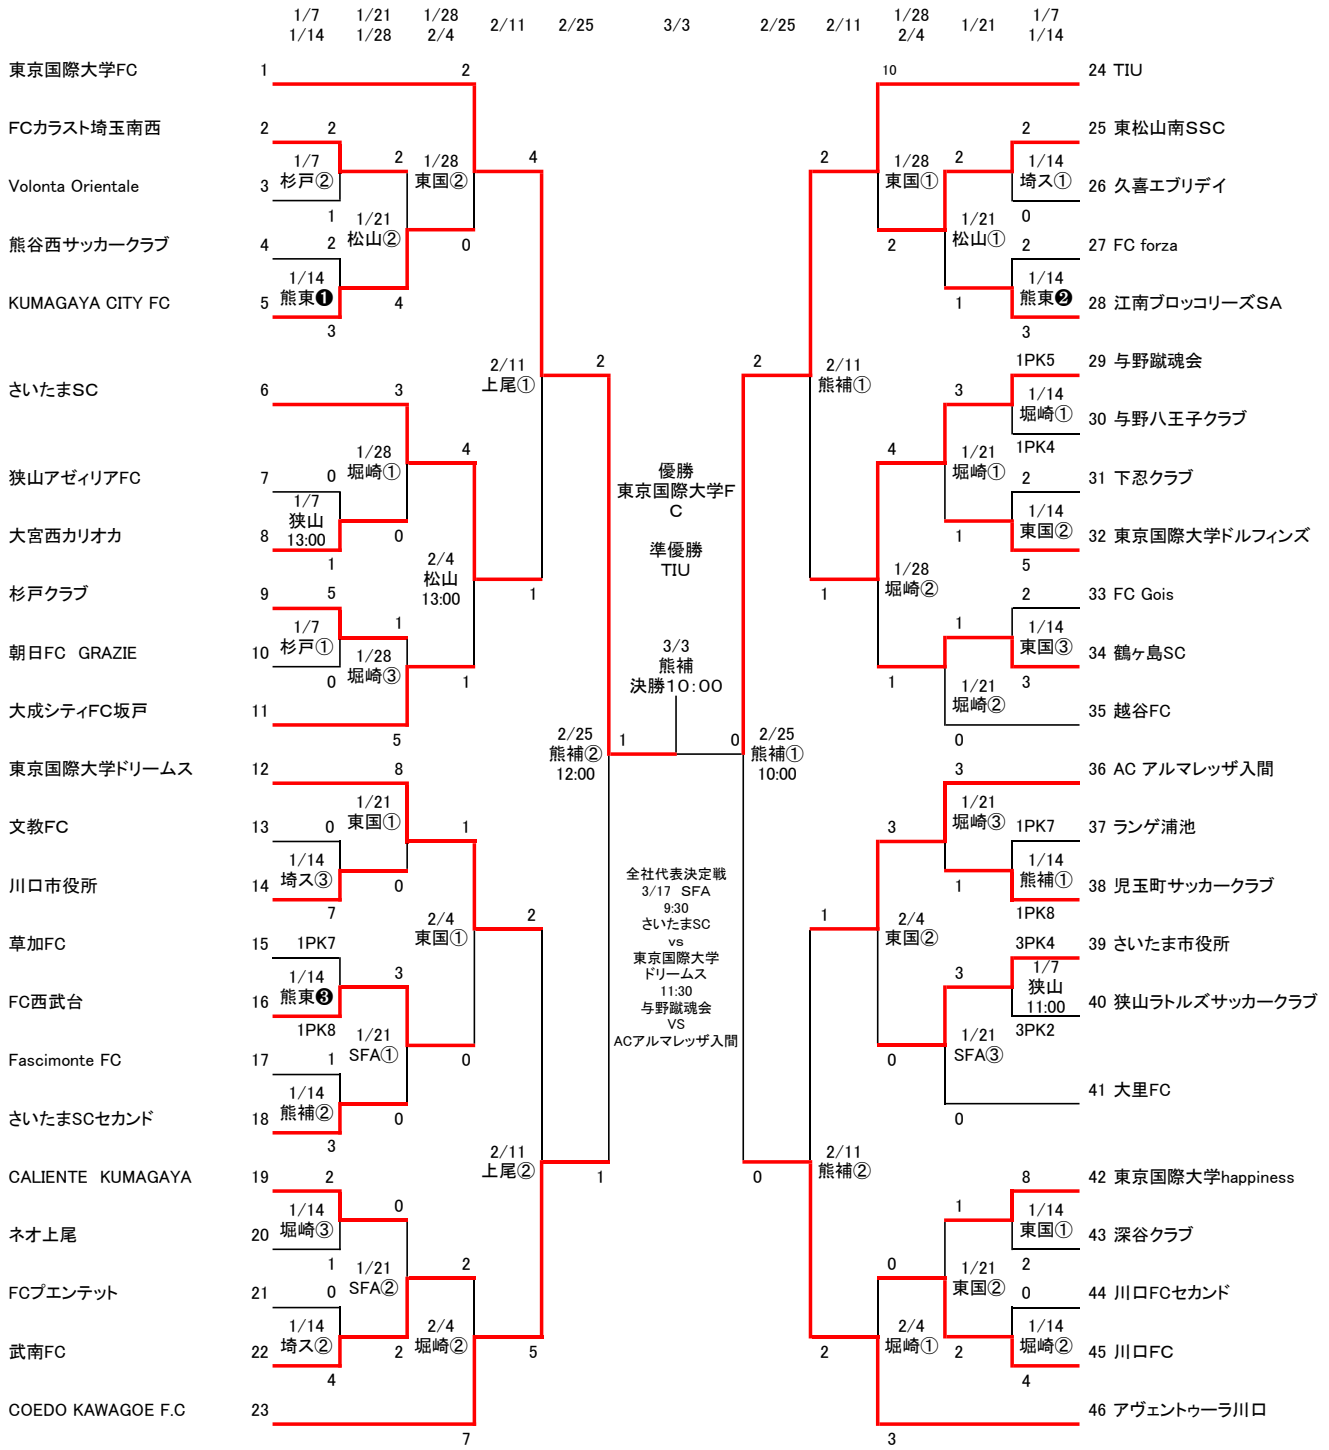 1/7 1/21 1/28 2/11 2/25 3/3 2/25 2/11 1/28 1/21 1/7
1/14 1/28 2/4 2/4 1/14
東京国際大学FC 1 2
FCカラスト埼玉南西 2 2
1/7 2 1/28 4
Volonta Orientale 3 杉戸② 東国②
1 1/21
熊谷西サッカークラブ 4 2 松山② 0
1/14
KUMAGAYA CITY FC 5 熊東❶ 4
3
2/11 2
さいたまSC 6 3 上尾①
1/28 4
狭山アゼィリアFC 7 0 堀崎①
1/7
狭山
大宮西カリオカ 8 13:00 0
1 2/4
松山
杉戸クラブ 9 5 13:00 1
1/7 1
朝日FC GRAZIE 10 杉戸① 1/28
0 堀崎③ 1
大成シティFC坂戸 11
5 2/25
東京国際大学ドリームス 12 8 熊補②
1/21 12:00
文教FC 13 0 東国① 1
1/14
川口市役所 14 埼ス③ 0
7 2/4 2
草加FC 15 1PK7 東国①
1/14 3
FC西武台 16 熊東❸
1PK8 1/21
Fascimonte FC 17 1 SFA① 0
1/14
さいたまSCセカンド 18 熊補② 0
3 2/11
CALIENTE KUMAGAYA 19 2 上尾② 1
1/14 0
ネオ上尾 20 堀崎③
1 1/21 2
FCプエンテット 21 0 SFA②
1/14 2/4
武南FC 22 埼ス② 2 堀崎② 5
4
COEDO KAWAGOE F.C 23
7
優勝
東京国際大学F
C
準優勝
TIU
3/3
熊補
決勝10:00
1 0
全社代表決定戦
3/17 SFA
9:30
さいたまSC
vs
東京国際大学
ドリームス
11:30
与野蹴魂会
VS
ACアルマレッザ入間
10 24 TIU
2 25 東松山南SSC
2 1/28 2 1/14
東国① 埼ス① 26 久喜エブリデイ
1/21 0
2 松山① 2 27 FC forza
1/14
1 熊東❷ 28 江南ブロッコリーズSA
3
2 2/11 1PK5 29 与野蹴魂会
熊補① 3 1/14
堀崎① 30 与野八王子クラブ
4 1/21 1PK4
堀崎① 2 31 下忍クラブ
1/14
1 東国② 32 東京国際大学ドルフィンズ
1/28 5
1 堀崎② 2 33 FC Gois
1 1/14
東国③ 34 鶴ヶ島SC
1 1/21 3
堀崎② 35 越谷FC
2/25 0
熊補① 3 36 AC アルマレッザ入間
10:00 1/21
3 堀崎③ 1PK7 37 ランゲ浦池
1/14
1 熊補① 38 児玉町サッカークラブ
1 2/4 1PK8
東国② 3PK4 39 さいたま市役所
3 1/7
狭山
11:00 40 狭山ラトルズサッカークラブ
1/21 3PK2
0 SFA③
41 大里FC
0
2/11
0 熊補② 8 42 東京国際大学happiness
1 1/14
東国① 43 深谷クラブ
0 1/21 2
東国② 0 44 川口FCセカンド
2/4 1/14
2 堀崎① 2 堀崎② 45 川口FC
4
46 アヴェントゥーラ川口
3